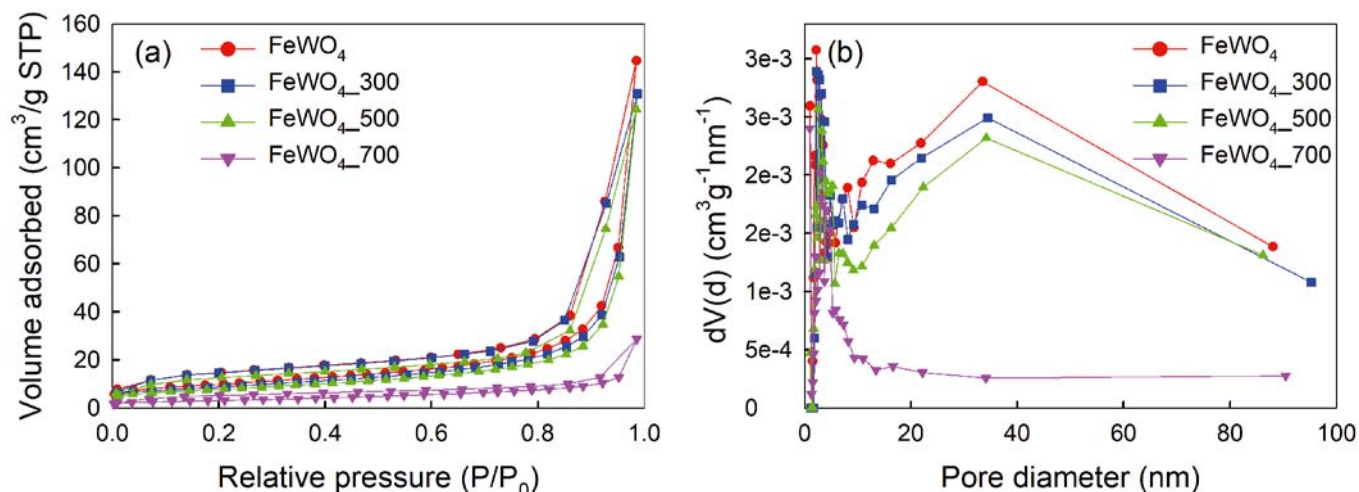 (a)
FeWO₄
FeWO₄_300
FeWO₄_500
FeWO₄_700
160
140
120
100
80
60
40
20
0
Volume adsorbed (cm³/g STP)
0.0 0.2 0.4 0.6 0.8 1.0
Relative pressure (P/P₀)
(b)
FeWO₄
FeWO₄_300
FeWO₄_500
FeWO₄_700
3e-3
3e-3
2e-3
2e-3
1e-3
5e-4
0
dV(d) (cm³g⁻¹nm⁻¹)
0 20 40 60 80 100
Pore diameter (nm)